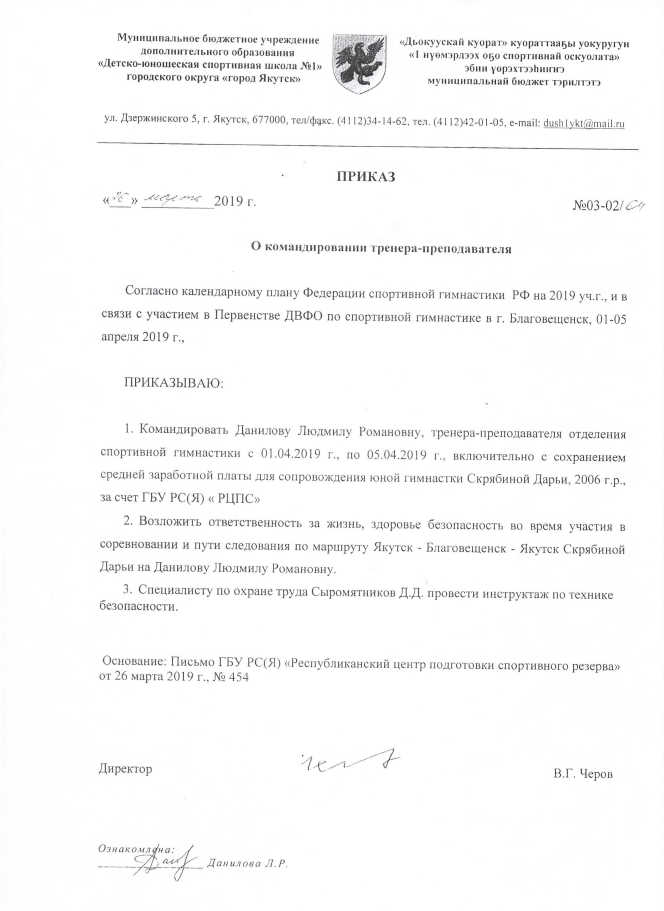 Муниципальное бюджетное учреждение
дополнительного образования
«Детско-юношеская спортивная школа №1»
городского округа «город Якутск»
«Дьокуускай куорат» куораттааҕы уокуругун
«1 нүөмэрдээх оҕо спортивнай оскуолата»
эбии үөрэхтээһиҥҥэ
муниципальнай бюджет тэрилтэтэ
ул. Дзержинского 5, г. Якутск, 677000, тел/факс. (4112)34-14-62, тел. (4112)42-01-05, e-mail: dush1ykt@mail.ru
ПРИКАЗ
«26» марта 2019 г.
№03-02/64
О командировании тренера-преподавателя
Согласно календарному плану Федерации спортивной гимнастики РФ на 2019 уч.г., и в
связи с участием в Первенстве ДВФО по спортивной гимнастике в г. Благовещенск, 01-05
апреля 2019 г.,
ПРИКАЗЫВАЮ:
1. Командировать Данилову Людмилу Романовну, тренера-преподавателя отделения
спортивной гимнастики с 01.04.2019 г., по 05.04.2019 г., включительно с сохранением
средней заработной платы для сопровождения юной гимнастки Скрябиной Дарьи, 2006 г.р.,
за счет ГБУ РС(Я) « РЦПС»
2. Возложить ответственность за жизнь, здоровье безопасность во время участия в
соревновании и пути следования по маршруту Якутск - Благовещенск - Якутск Скрябиной
Дарьи на Данилову Людмилу Романовну.
3. Специалисту по охране труда Сыромятников Д.Д. провести инструктаж по технике
безопасности.
Основание: Письмо ГБУ РС(Я) «Республиканский центр подготовки спортивного резерва»
от 26 марта 2019 г., № 454
Директор
В.Г. Черов
Ознакомлена:
Данилова Л.Р.